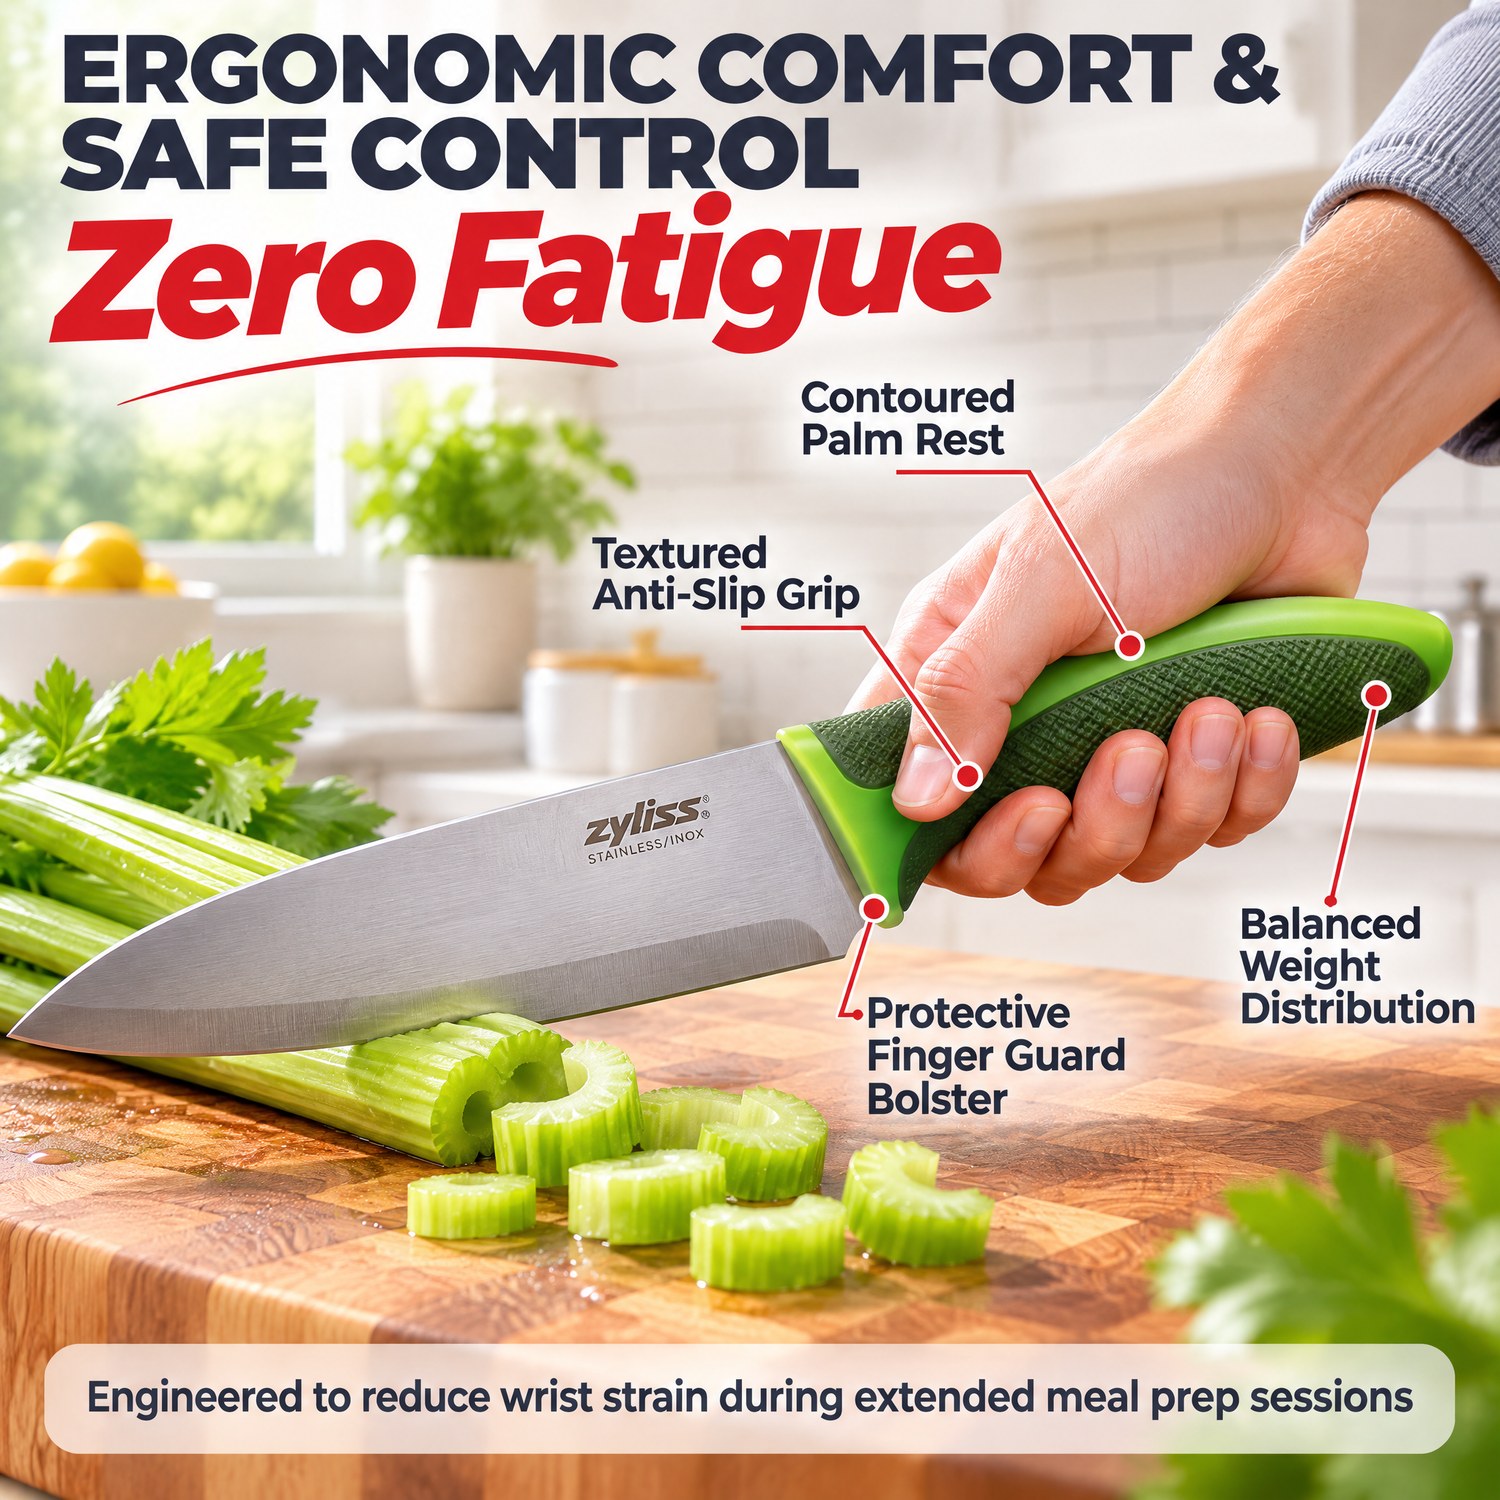 ERGONOMIC COMFORT &
SAFE CONTROL
Zero Fatigue
Contoured
Palm Rest
Textured
Anti-Slip Grip
zyliss®
STAINLESS/INOX
Balanced
Weight
Distribution
Protective
Finger Guard
Bolster
Engineered to reduce wrist strain during extended meal prep sessions